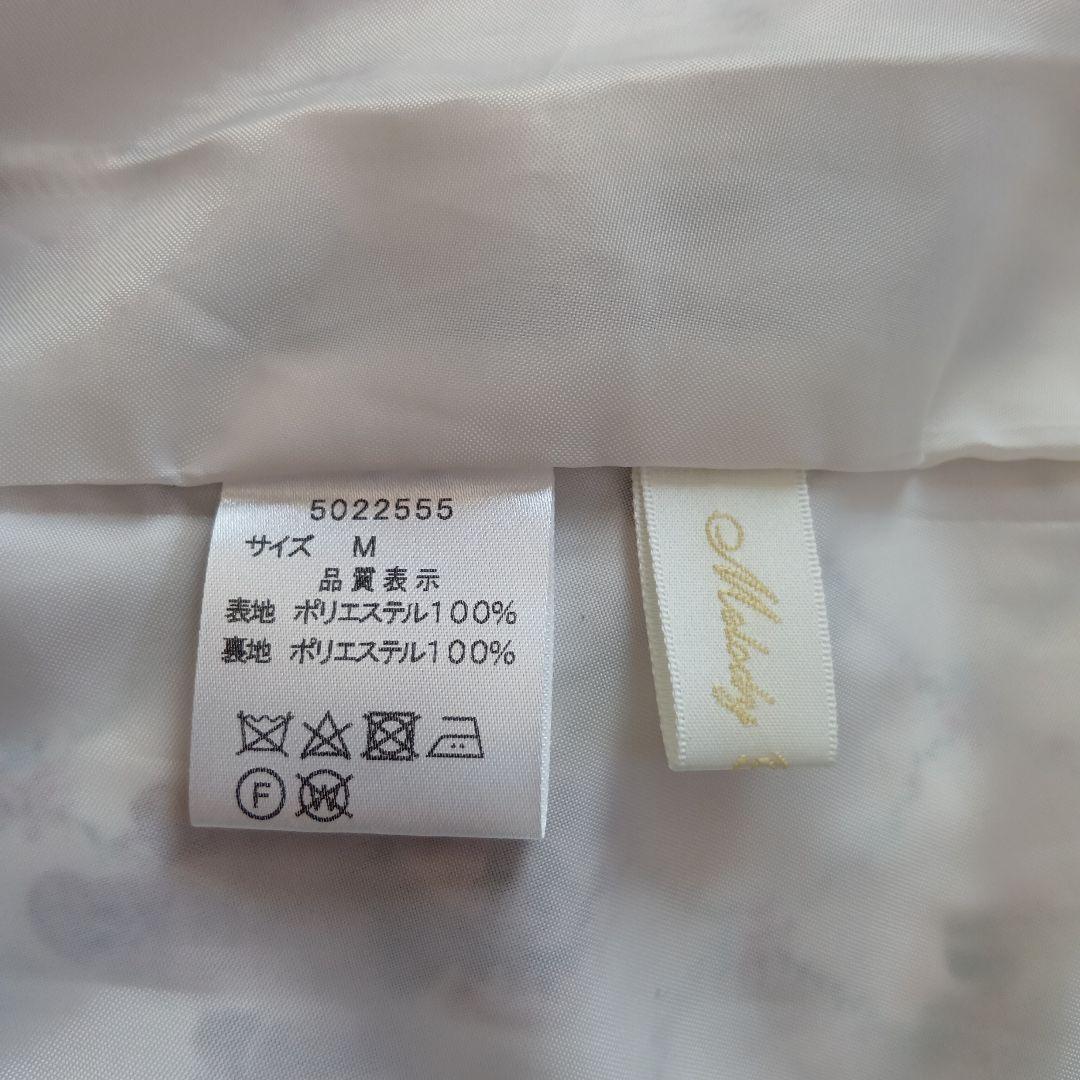 5022555
サイズ M
品質表示
表地 ポリエステル100%
裏地 ポリエステル100%
F
W
Melody